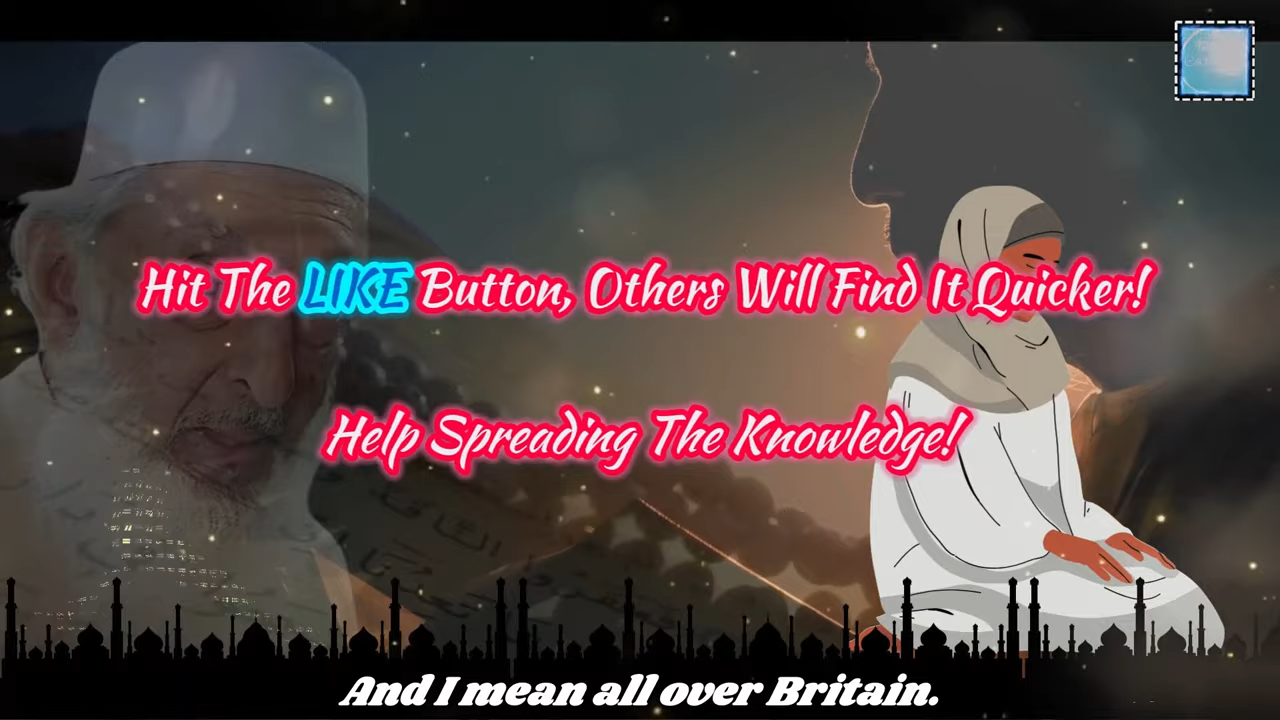 Hit The LIKE Button, Others Will Find It Quicker!
Help Spreading The Knowledge!
And I mean all over Britain.